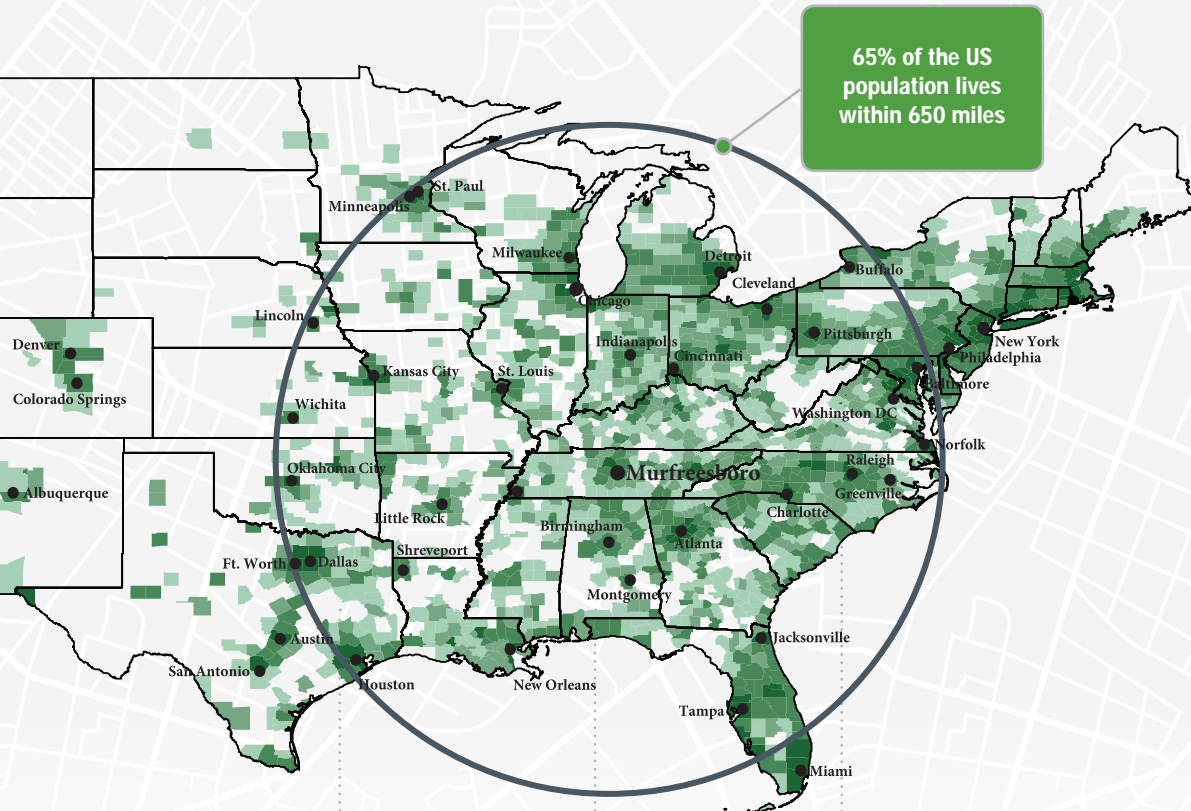 65% of the US
population lives
within 650 miles
St. Paul
Minneapolis
Milwaukee
Detroit
Buffalo
Cleveland
Chicago
Lincoln
Pittsburgh
New York
Denver
Indianapolis
Cincinnati
Philadelphia
Kansas City
St. Louis
Baltimore
Colorado Springs
Wichita
Washington DC
Norfolk
Oklahoma City
Murfreesboro
Raleigh
Albuquerque
Greenville
Little Rock
Charlotte
Birmingham
Atlanta
Shreveport
Ft. Worth
Dallas
Montgomery
Austin
Jacksonville
San Antonio
Houston
New Orleans
Tampa
Miami